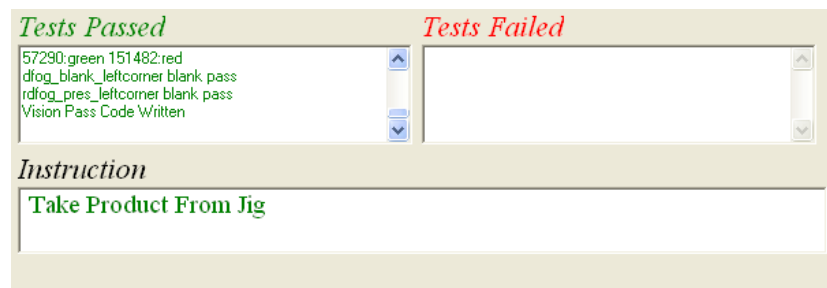 Tests Passed
Tests Failed
57290:green 151482:red
dfog_blank_leftcorner blank pass
rdfog_pres_leftcorner blank pass
Vision Pass Code Written
Instruction
Take Product From Jig